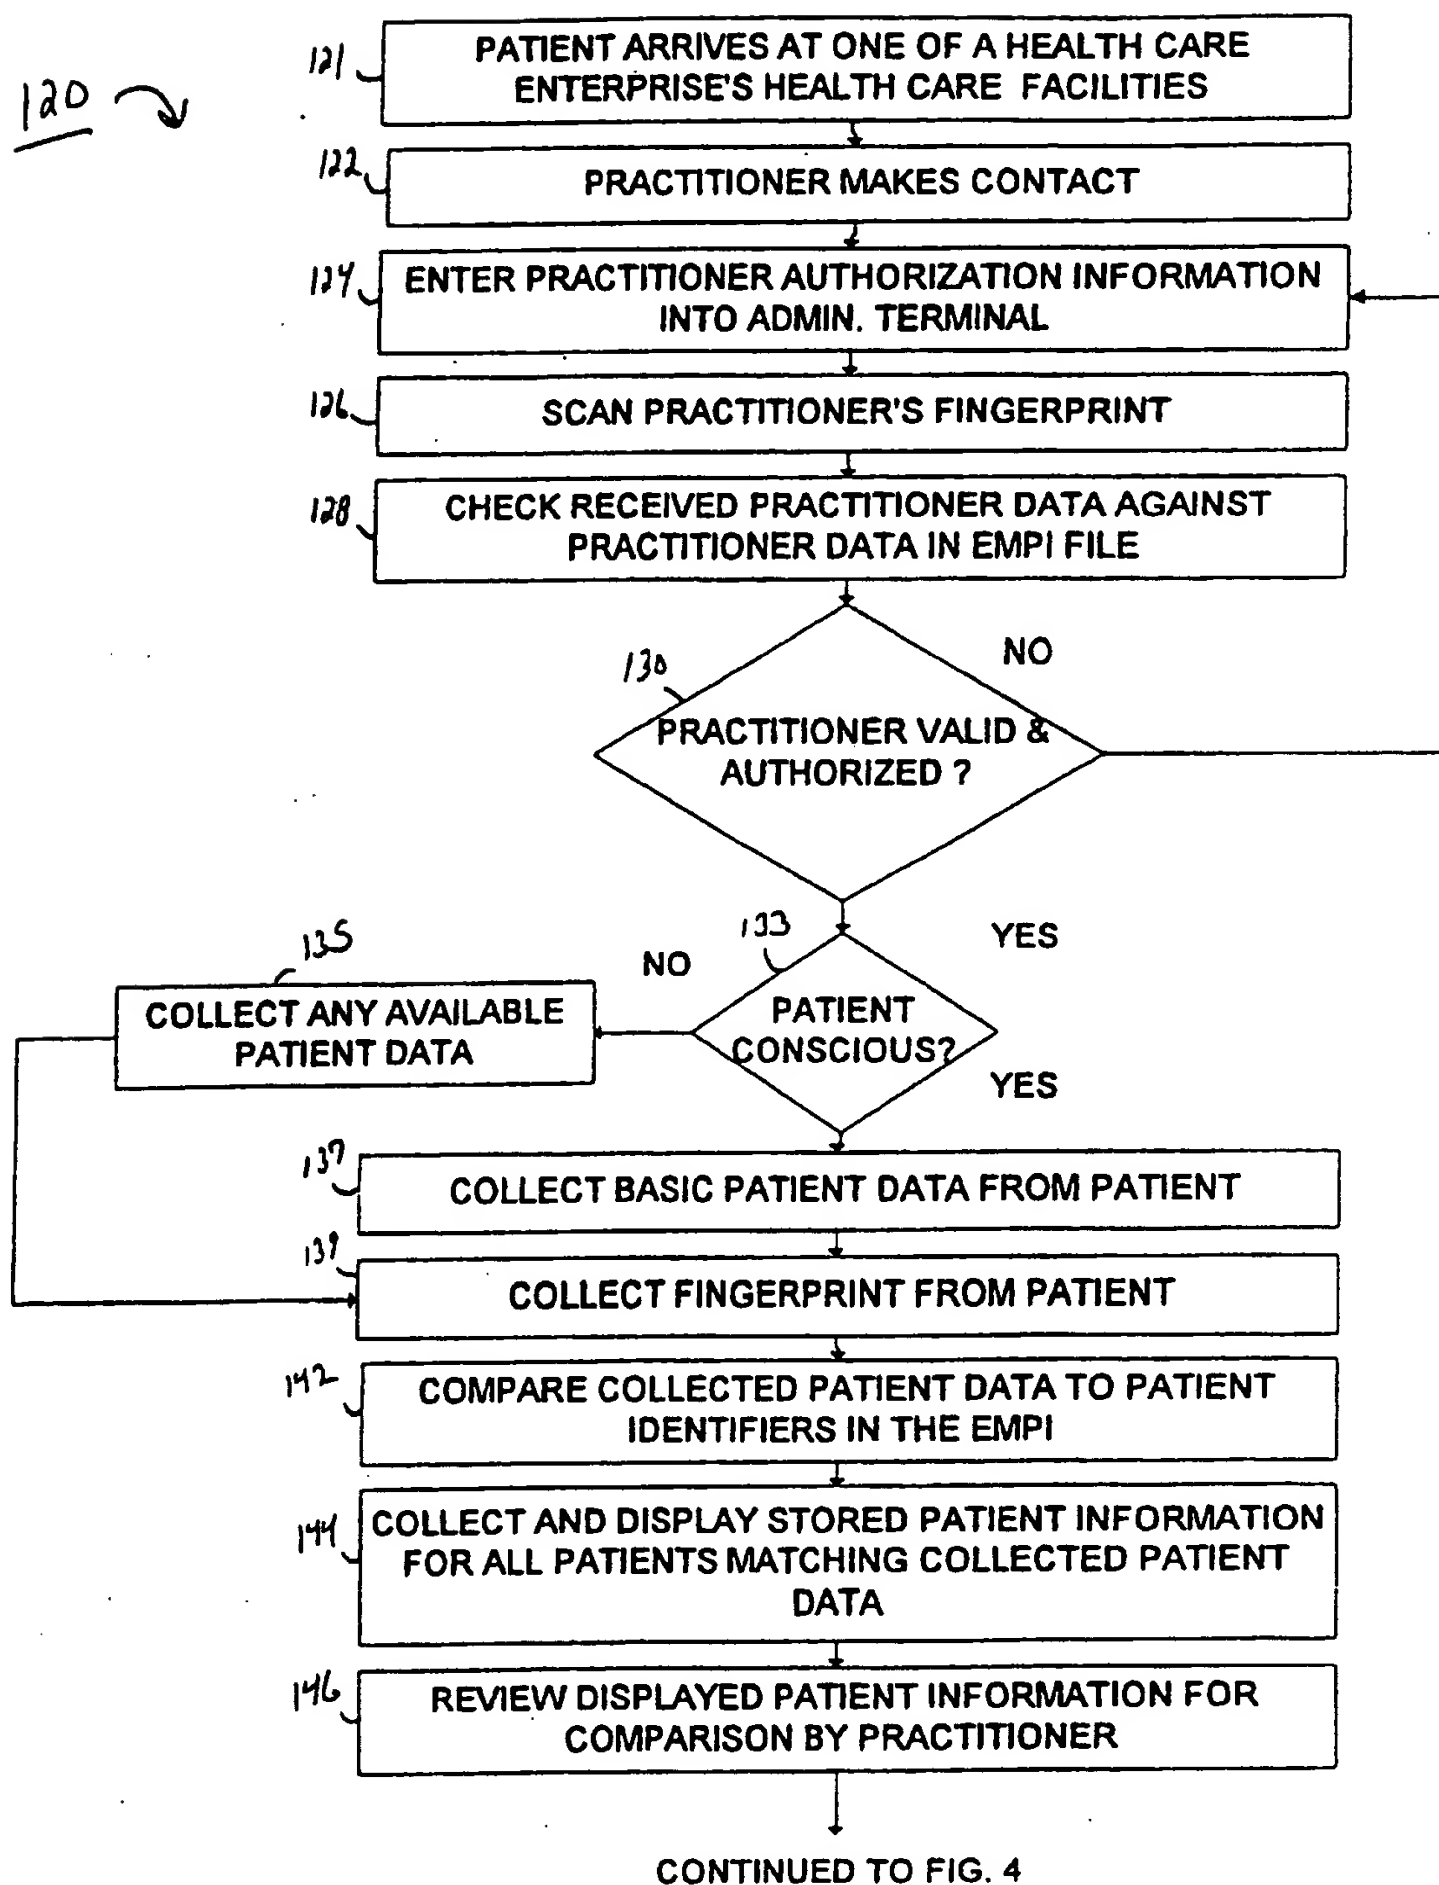 120
121
PATIENT ARRIVES AT ONE OF A HEALTH CARE
ENTERPRISE'S HEALTH CARE FACILITIES
122
PRACTITIONER MAKES CONTACT
124
ENTER PRACTITIONER AUTHORIZATION INFORMATION
INTO ADMIN. TERMINAL
126
SCAN PRACTITIONER'S FINGERPRINT
128
CHECK RECEIVED PRACTITIONER DATA AGAINST
PRACTITIONER DATA IN EMPI FILE
130
NO
PRACTITIONER VALID &
AUTHORIZED ?
YES
133
NO
135
COLLECT ANY AVAILABLE
PATIENT DATA
PATIENT
CONSCIOUS?
YES
137
COLLECT BASIC PATIENT DATA FROM PATIENT
139
COLLECT FINGERPRINT FROM PATIENT
142
COMPARE COLLECTED PATIENT DATA TO PATIENT
IDENTIFIERS IN THE EMPI
144
COLLECT AND DISPLAY STORED PATIENT INFORMATION
FOR ALL PATIENTS MATCHING COLLECTED PATIENT
DATA
146
REVIEW DISPLAYED PATIENT INFORMATION FOR
COMPARISON BY PRACTITIONER
CONTINUED TO FIG. 4